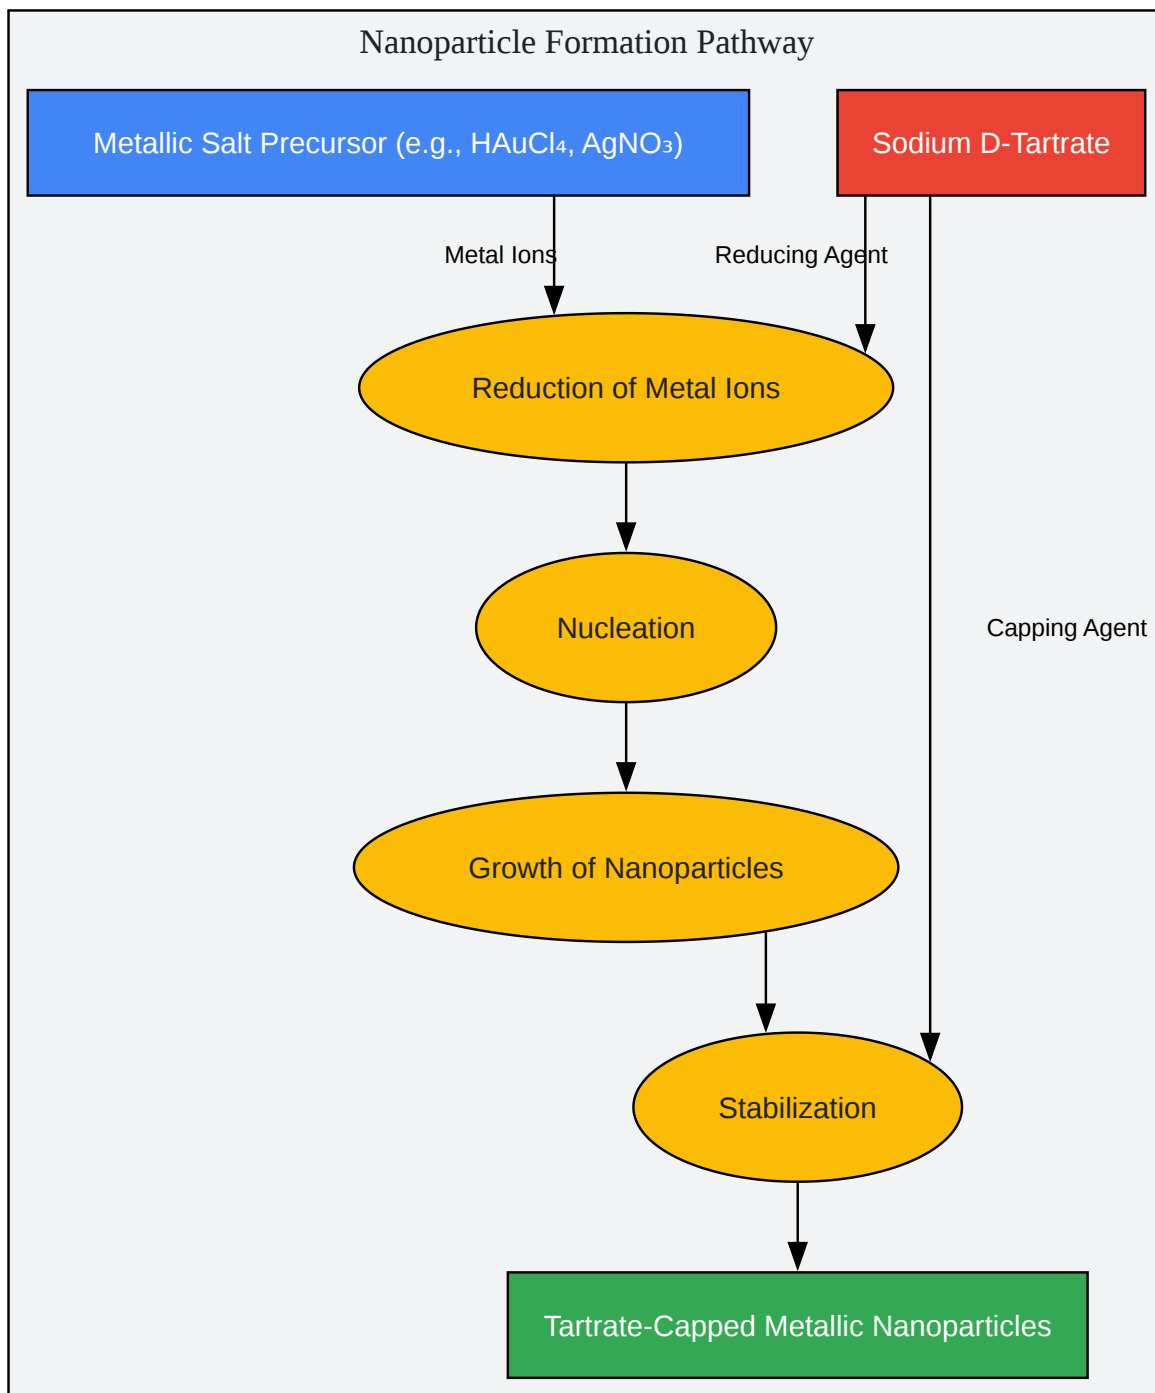 Nanoparticle Formation Pathway
Metallic Salt Precursor (e.g., HAuCl₄, AgNO₃)
Sodium D-Tartrate
Metal Ions
Reducing Agent
Reduction of Metal Ions
Nucleation
Capping Agent
Growth of Nanoparticles
Stabilization
Tartrate-Capped Metallic Nanoparticles